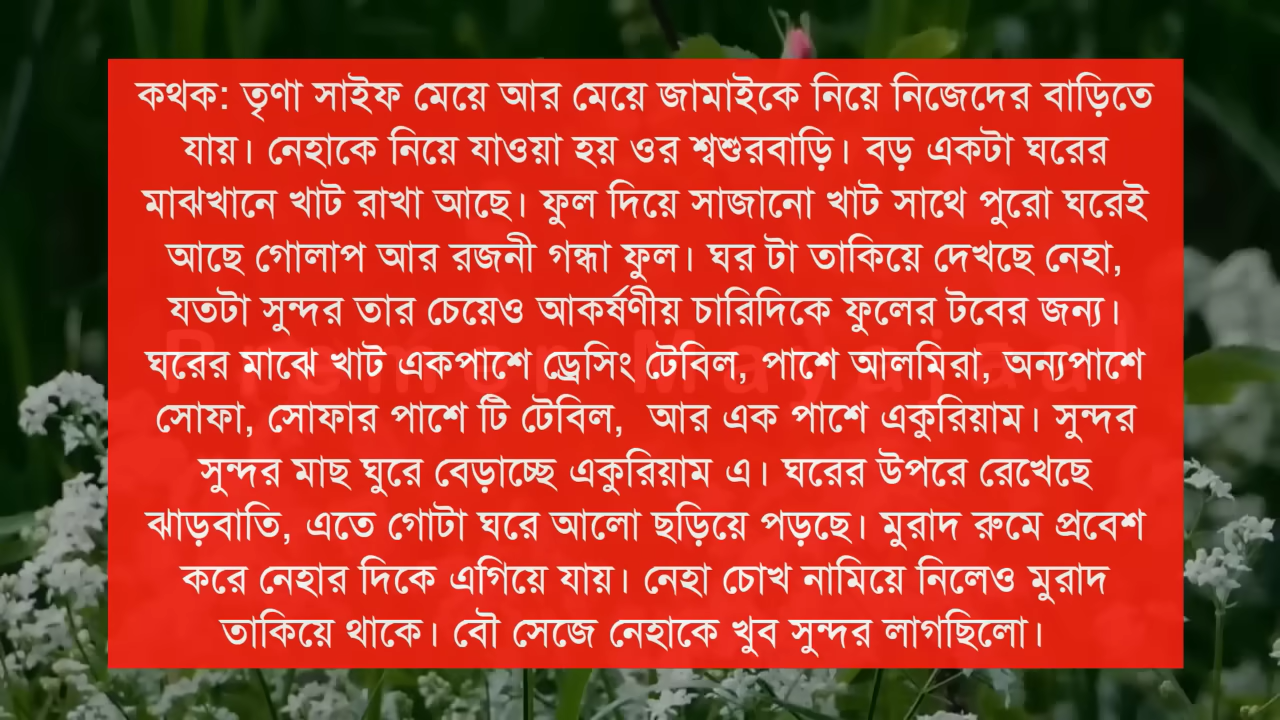 কথক: তৃণা সাইফ মেয়ে আর মেয়ে জামাইকে নিয়ে নিজেদের বাড়িতে
যায়। নেহাকে নিয়ে যাওয়া হয় ওর শ্বশুরবাড়ি। বড় একটা ঘরের
মাঝখানে খাট রাখা আছে। ফুল দিয়ে সাজানো খাট সাথে পুরো ঘরেই
আছে গোলাপ আর রজনী গন্ধা ফুল। ঘর টা তাকিয়ে দেখছে নেহা,
যতটা সুন্দর তার চেয়েও আকর্ষণীয় চারিদিকে ফুলের টবের জন্য।
ঘরের মাঝে খাট একপাশে ড্রেসিং টেবিল, পাশে আলমিরা, অন্যপাশে
সোফা, সোফার পাশে টি টেবিল,  আর এক পাশে একুরিয়াম। সুন্দর
সুন্দর মাছ ঘুরে বেড়াচ্ছে একুরিয়াম এ। ঘরের উপরে রেখেছে
ঝাড়বাতি, এতে গোটা ঘরে আলো ছড়িয়ে পড়ছে। মুরাদ রুমে প্রবেশ
করে নেহার দিকে এগিয়ে যায়। নেহা চোখ নামিয়ে নিলেও মুরাদ
তাকিয়ে থাকে। বৌ সেজে নেহাকে খুব সুন্দর লাগছিলো।